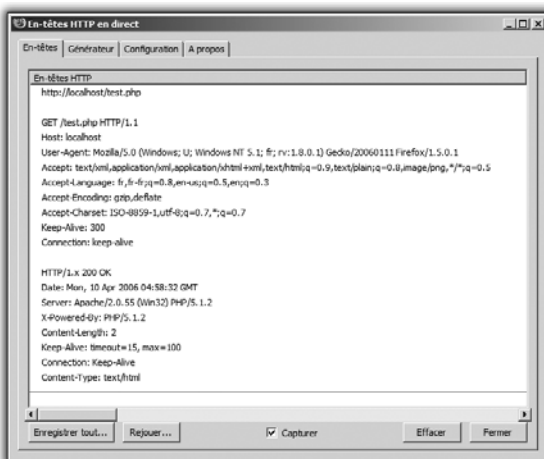 En-têtes HTTP en direct
En-têtes Générateur Configuration A propos
En-têtes HTTP
http://localhost/test.php
GET /test.php HTTP/1.1
Host: localhost
User-Agent: Mozilla/5.0 (Windows; U; Windows NT 5.1; fr; rv:1.8.0.1) Gecko/20060111 Firefox/1.5.0.1
Accept: text/xml,application/xml,application/xhtml+xml,text/html;q=0.9,text/plain;q=0.8,image/png,*/*;q=0.5
Accept-Language: fr,fr-fr;q=0.8,en-us;q=0.5,en;q=0.3
Accept-Encoding: gzip,deflate
Accept-Charset: ISO-8859-1,utf-8;q=0.7,*;q=0.7
Keep-Alive: 300
Connection: keep-alive
HTTP/1.x 200 OK
Date: Mon, 10 Apr 2006 04:58:32 GMT
Server: Apache/2.0.55 (Win32) PHP/5.1.2
X-Powered-By: PHP/5.1.2
Content-Length: 2
Keep-Alive: timeout=15, max=100
Connection: Keep-Alive
Content-Type: text/html
Enregistrer tout... Rejouer... Capturer Effacer Fermer